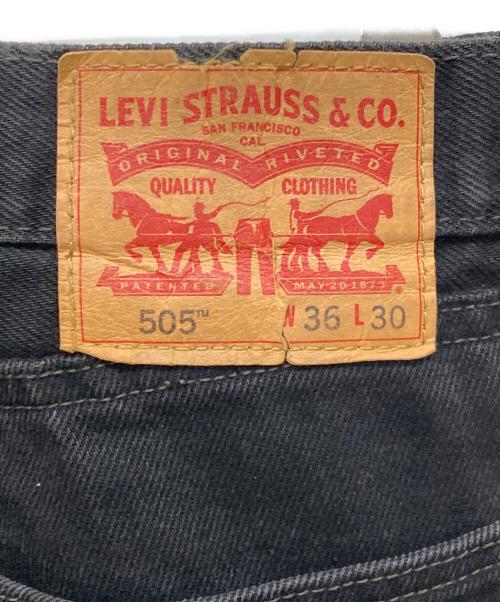 LEVI STRAUSS & CO.
SAN FRANCISCO
CAL.
ORIGINAL RIVETED
QUALITY CLOTHING
PATENTED MAY 20 1873 ®
505™ W 36 L 30